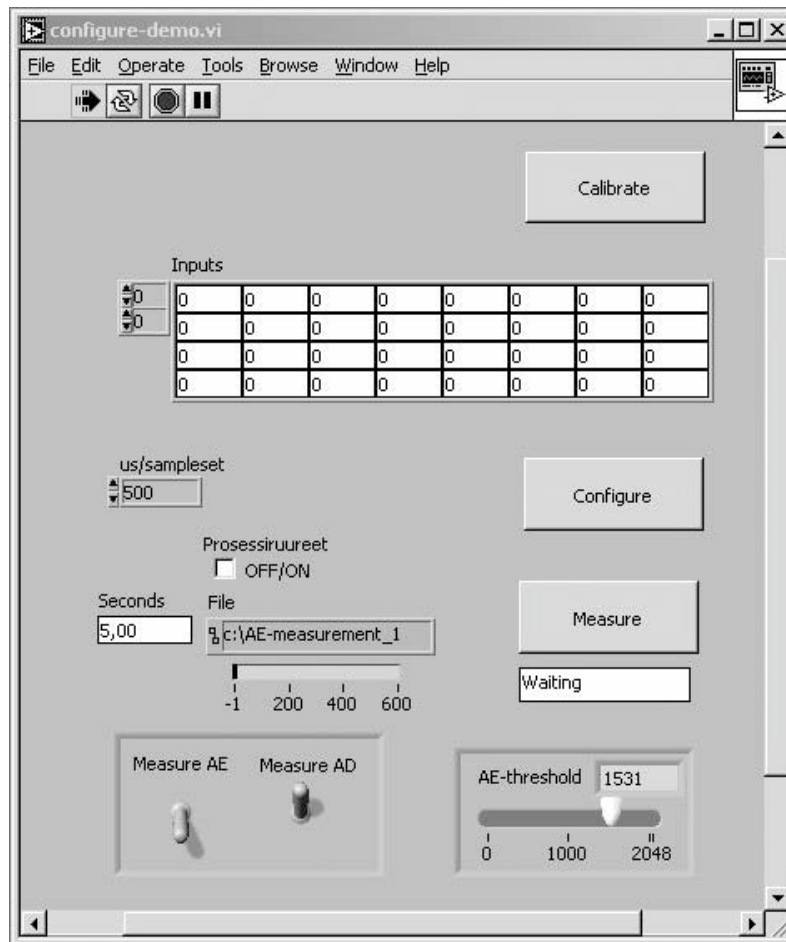 configure-demo.vi
File Edit Operate Tools Browse Window Help
Calibrate
Inputs
0 0 0 0 0 0 0 0 0
0 0 0 0 0 0 0 0 0
0 0 0 0 0 0 0 0
0 0 0 0 0 0 0 0
us/sampleset
500
Configure
Prosessiruureet
OFF/ON
Seconds File
5,00 c:\AE-measurement_1
Measure
Waiting
-1 200 400 600
Measure AE Measure AD
AE-threshold 1531
0 1000 2048